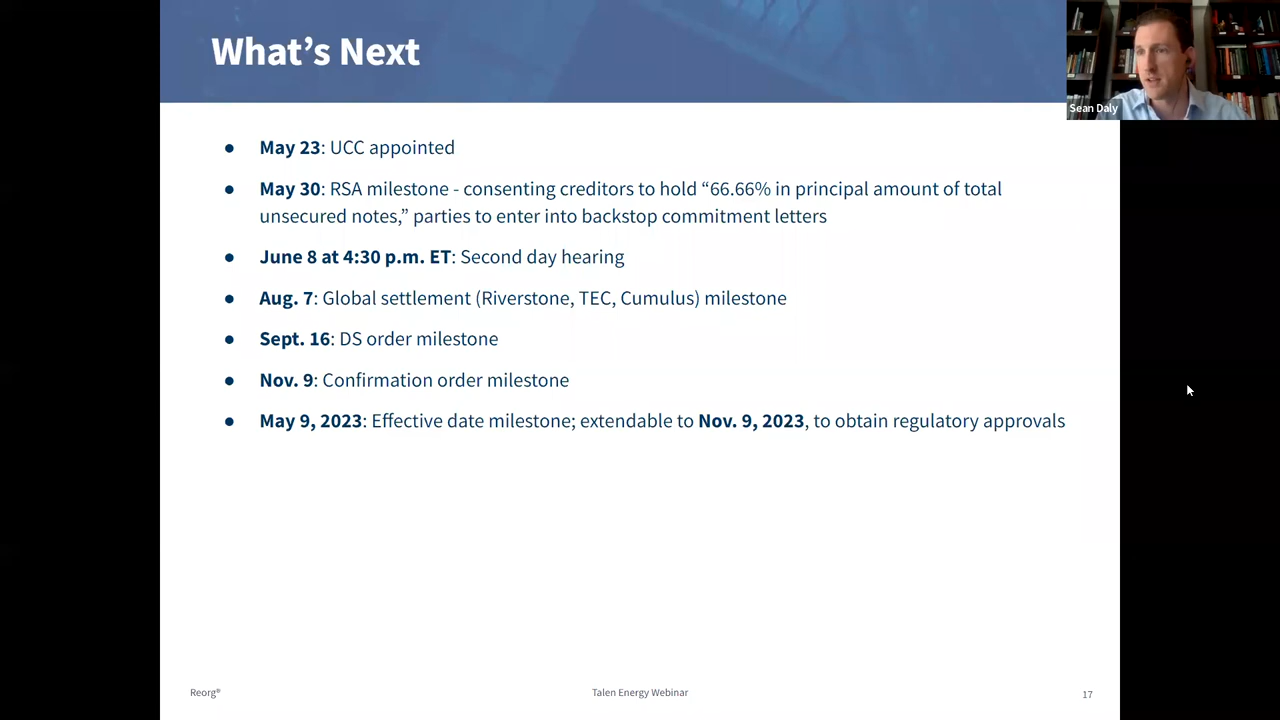 What’s Next
Sean Daly
● May 23: UCC appointed
● May 30: RSA milestone - consenting creditors to hold “66.66% in principal amount of total
unsecured notes,” parties to enter into backstop commitment letters
● June 8 at 4:30 p.m. ET: Second day hearing
● Aug. 7: Global settlement (Riverstone, TEC, Cumulus) milestone
● Sept. 16: DS order milestone
● Nov. 9: Confirmation order milestone
● May 9, 2023: Effective date milestone; extendable to Nov. 9, 2023, to obtain regulatory approvals
Reorg®
Talen Energy Webinar
17